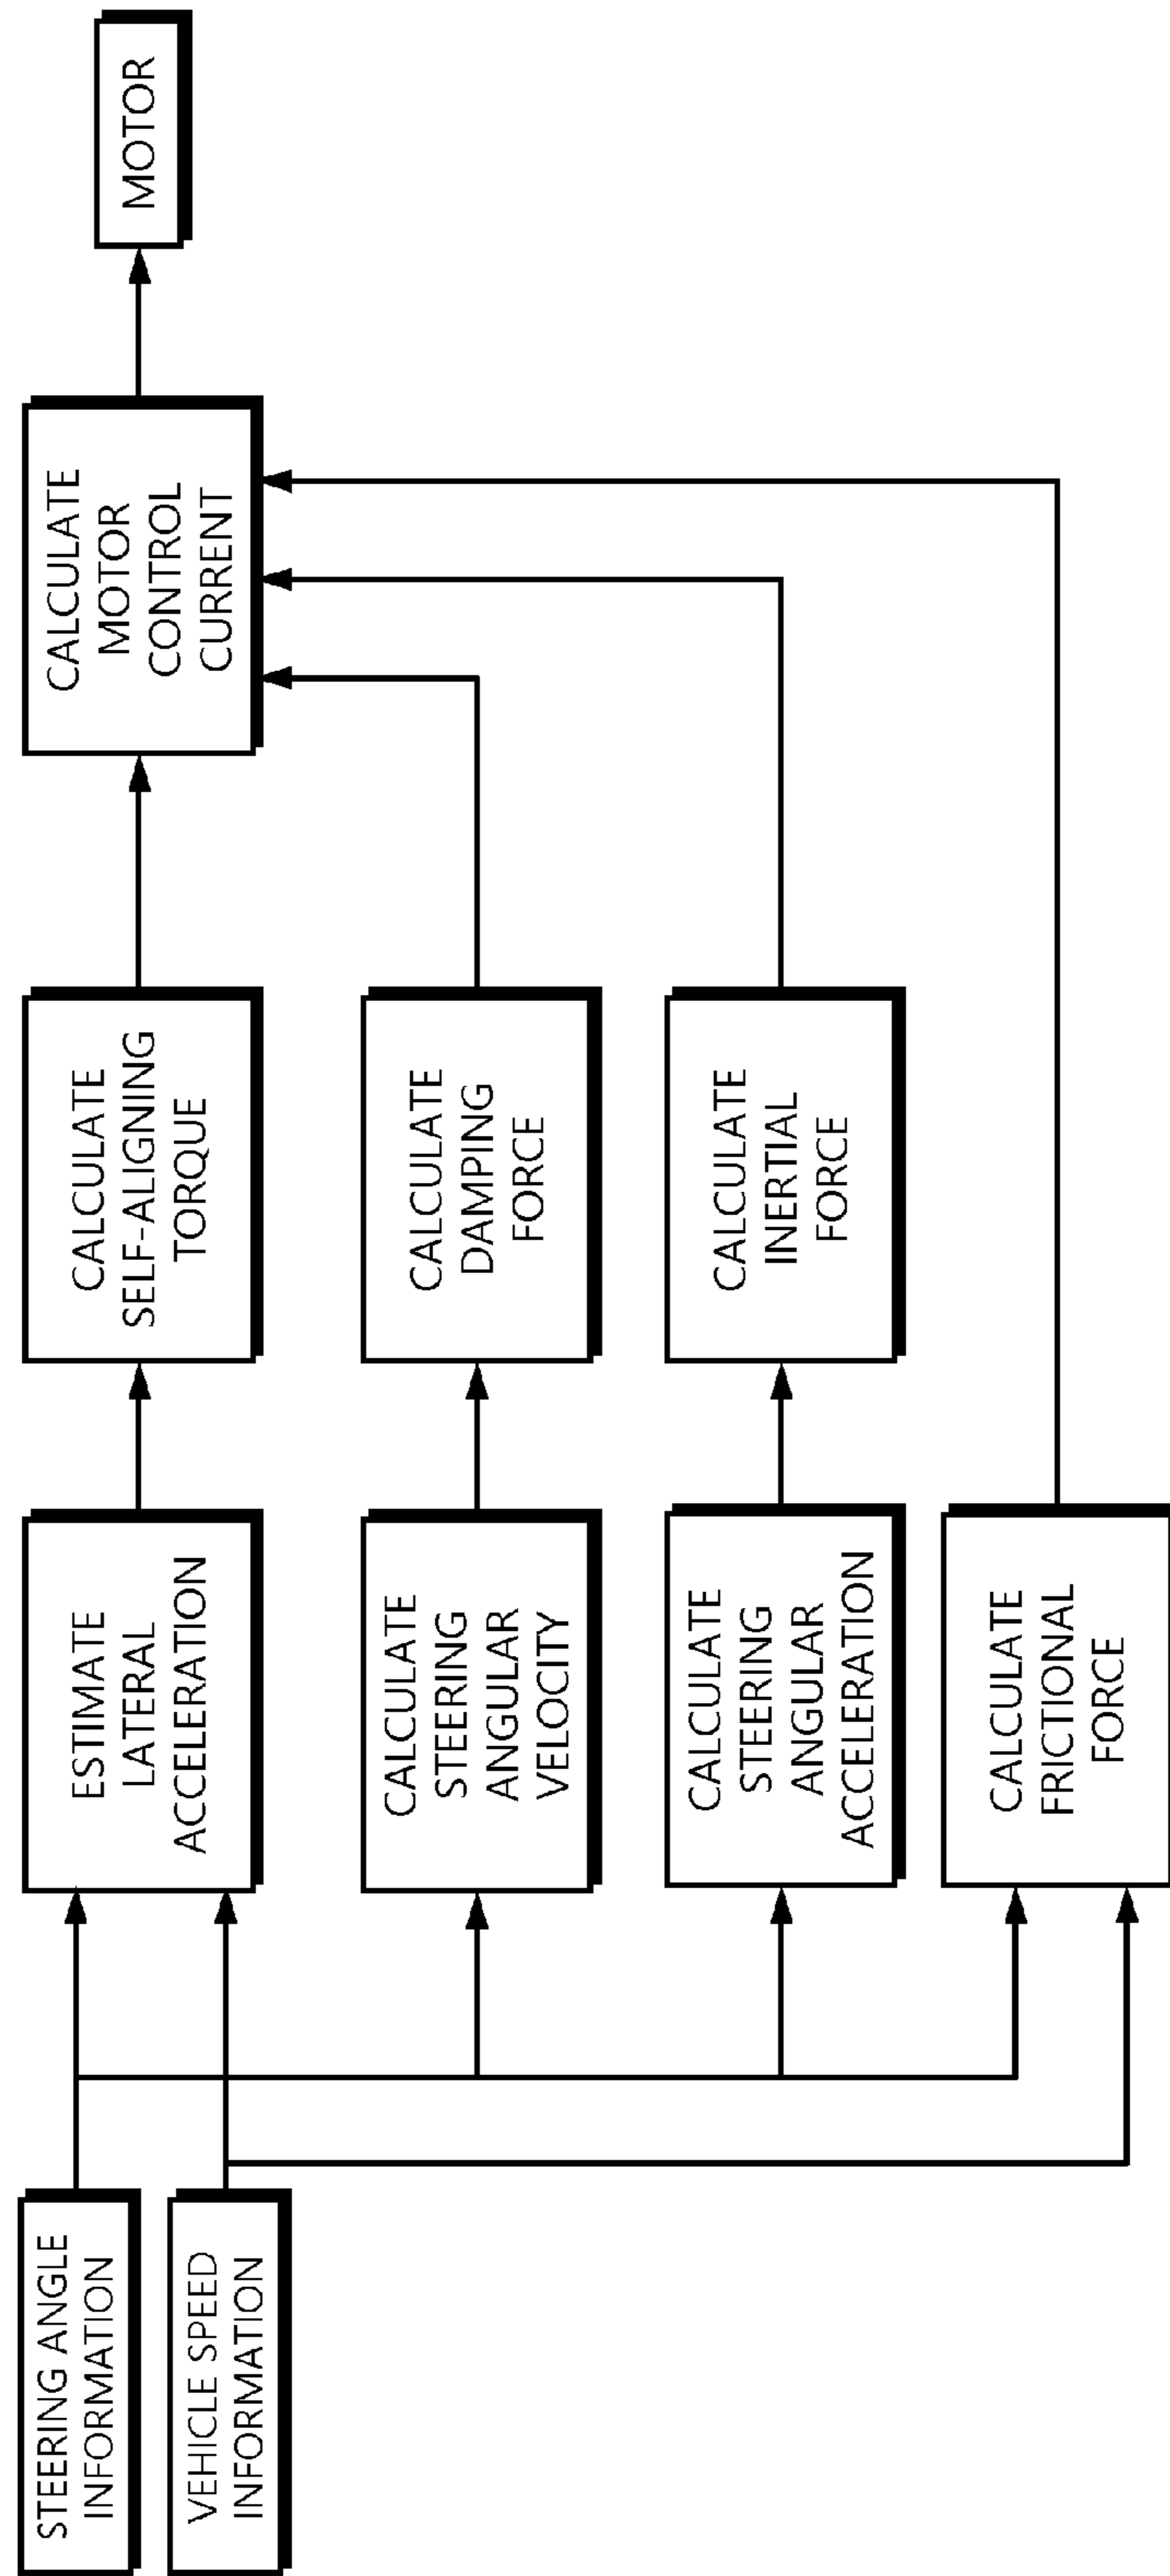 STEERING ANGLE
INFORMATION
VEHICLE SPEED
INFORMATION
ESTIMATE
LATERAL
ACCELERATION
CALCULATE
STEERING
ANGULAR
VELOCITY
CALCULATE
STEERING
ANGULAR
ACCELERATION
CALCULATE
FRICTIONAL
FORCE
CALCULATE
SELF-ALIGNING
TORQUE
CALCULATE
DAMPING
FORCE
CALCULATE
INERTIAL
FORCE
CALCULATE
MOTOR
CONTROL
CURRENT
MOTOR